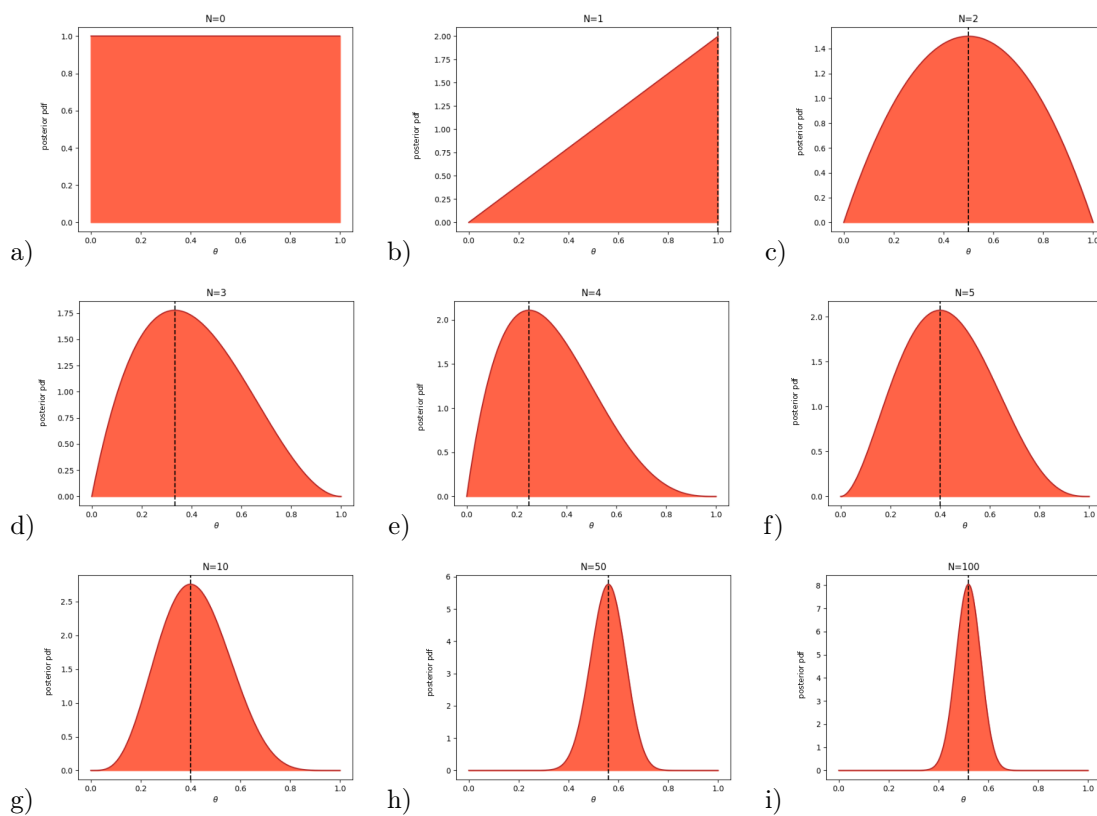 N=0
1.0
0.8
0.6
0.4
0.2
0.0
posterior pdf
0.0 0.2 0.4 0.6 0.8 1.0
θ
a)
N=1
2.00
1.75
1.50
1.25
1.00
0.75
0.50
0.25
0.00
posterior pdf
0.0 0.2 0.4 0.6 0.8 1.0
θ
b)
N=2
1.4
1.2
1.0
0.8
0.6
0.4
0.2
0.0
posterior pdf
0.0 0.2 0.4 0.6 0.8 1.0
θ
c)
N=3
1.75
1.50
1.25
1.00
0.75
0.50
0.25
0.00
posterior pdf
0.0 0.2 0.4 0.6 0.8 1.0
θ
d)
N=4
2.0
1.5
1.0
0.5
0.0
posterior pdf
0.0 0.2 0.4 0.6 0.8 1.0
θ
e)
N=5
2.0
1.5
1.0
0.5
0.0
posterior pdf
0.0 0.2 0.4 0.6 0.8 1.0
θ
f)
N=10
2.5
2.0
1.5
1.0
0.5
0.0
posterior pdf
0.0 0.2 0.4 0.6 0.8 1.0
θ
g)
N=50
6
5
4
3
2
1
0
posterior pdf
0.0 0.2 0.4 0.6 0.8 1.0
θ
h)
N=100
8
7
6
5
4
3
2
1
0
posterior pdf
0.0 0.2 0.4 0.6 0.8 1.0
θ
i)